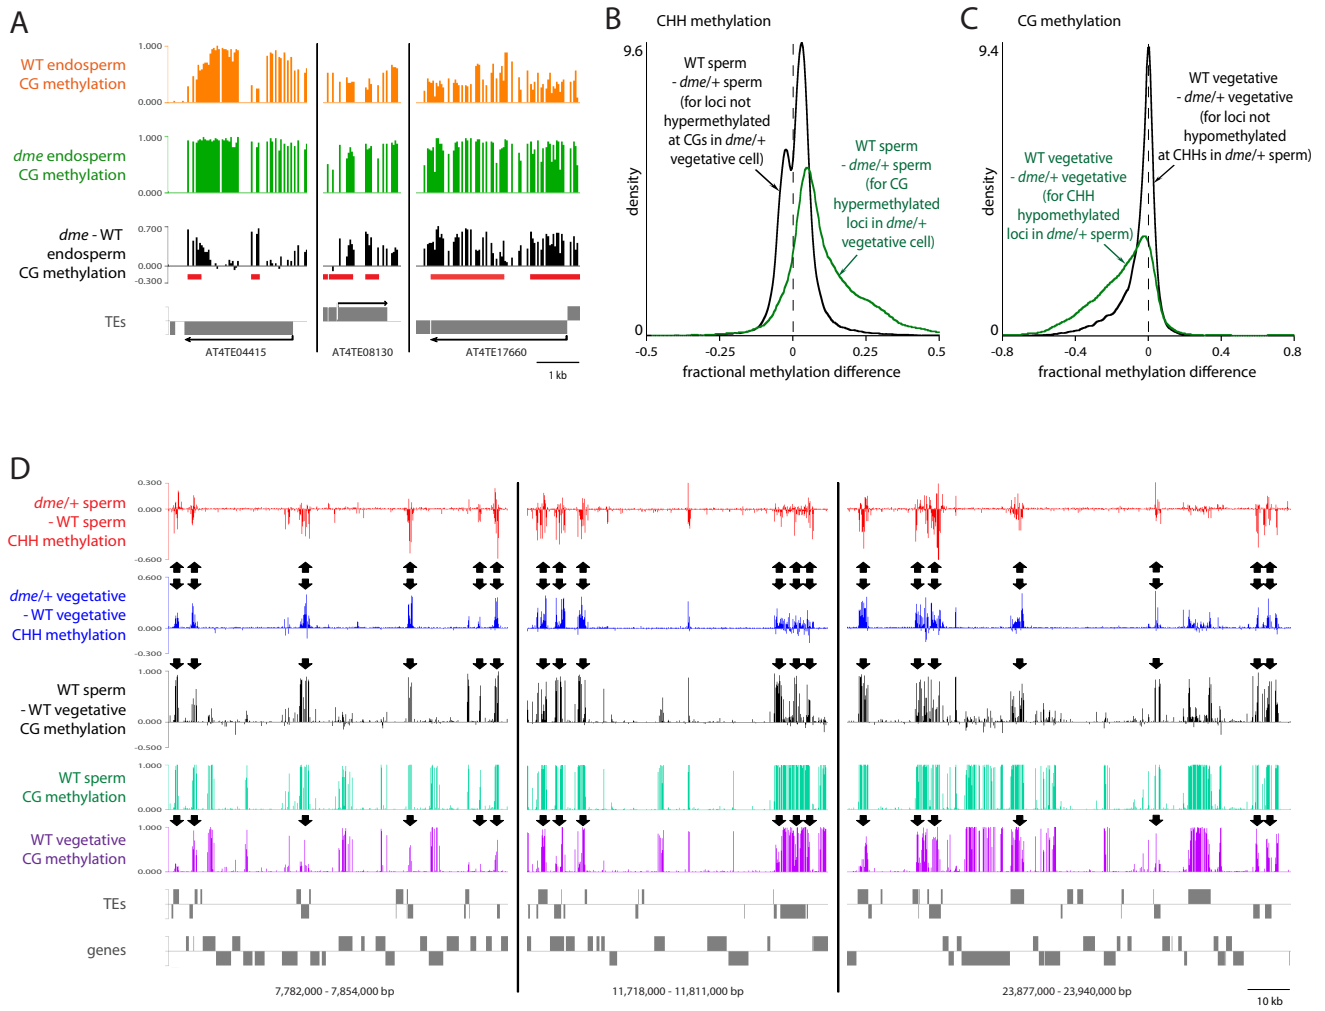 A
WT endosperm
CG methylation
1.000
0.000
dme endosperm
CG methylation
1.000
0.000
dme - WT
endosperm
CG methylation
0.700
0.000
-0.300
TEs
AT4TE04415
AT4TE08130
AT4TE17660
1 kb
B
CHH methylation
9.6
0
density
WT sperm
- dme/+ sperm
(for loci not
hypermethylated
at CGs in dme/+
vegetative cell)
WT sperm
- dme/+ sperm
(for CG
hypermethylated
loci in dme/+
vegetative cell)
-0.5
-0.25
0
0.25
0.5
fractional methylation difference
C
CG methylation
9.4
0
density
WT vegetative
- dme/+ vegetative
(for CHH
hypomethylated
loci in dme/+ sperm)
WT vegetative
- dme/+ vegetative
(for loci not
hypomethylated
at CHHs in dme/+ sperm)
-0.8
-0.4
0
0.4
0.8
fractional methylation difference
D
dme/+ sperm
- WT sperm
CHH methylation
0.300
0.000
-0.600
dme/+ vegetative
- WT vegetative
CHH methylation
0.600
0.000
-0.300
WT sperm
- WT vegetative
CG methylation
1.000
0.000
-0.500
WT sperm
CG methylation
1.000
0.000
WT vegetative
CG methylation
1.000
0.000
TEs
genes
7,782,000 - 7,854,000 bp
11,718,000 - 11,811,000 bp
23,877,000 - 23,940,000 bp
10 kb